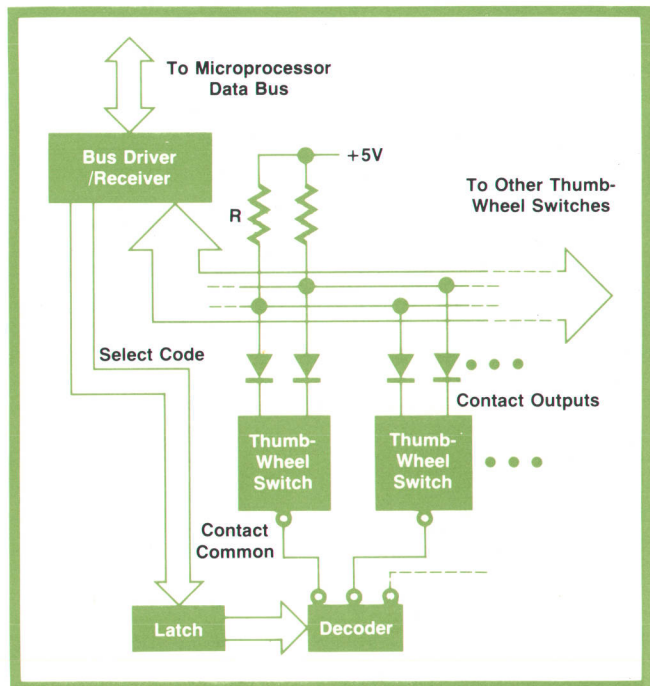 To Microprocessor
Data Bus
Bus Driver
/Receiver
+5V
R
To Other Thumb-
Wheel Switches
Select Code
Contact Outputs
Thumb-
Wheel
Switch
Thumb-
Wheel
Switch
Contact
Common
Latch
Decoder